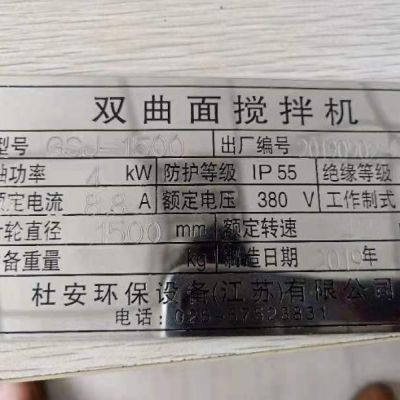 双曲面搅拌机
型号 GSJ-1500 出厂编号
功率 4 kW 防护等级 IP55 绝缘等级
定电流 8.8 A 额定电压 380 V 工作制式
轮直径 1500 mm 额定转速
备重量 kg 制造日期 2019年
杜安环保设备(江苏)有限公司
电话:025-57523831